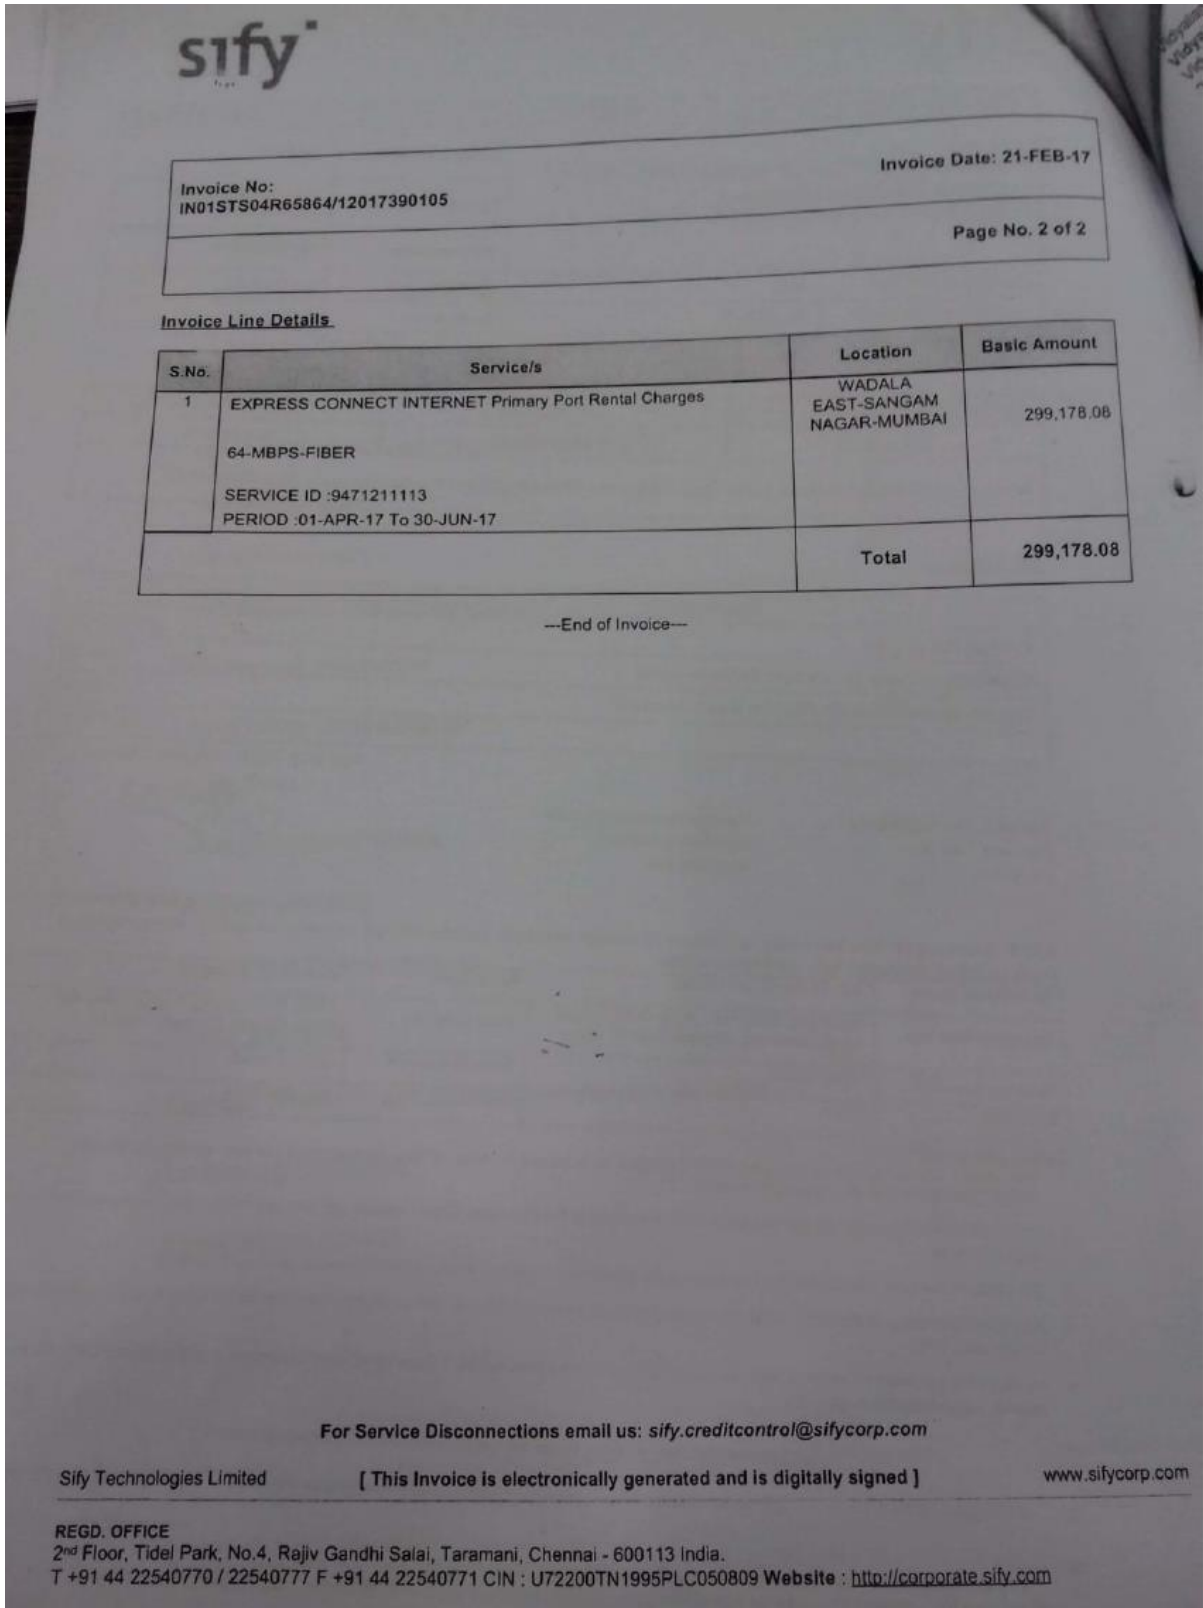 sify
Invoice No:
IN01STS04R65864/12017390105
Invoice Date: 21-FEB-17
Page No. 2 of 2
Invoice Line Details
S.No. Service/s Location Basic Amount
1 EXPRESS CONNECT INTERNET Primary Port Rental Charges WADALA EAST-SANGAM NAGAR-MUMBAI 299,178.08
64-MBPS-FIBER
SERVICE ID :9471211113
PERIOD :01-APR-17 To 30-JUN-17
Total 299,178.08
---End of Invoice---
For Service Disconnections email us: sify.creditcontrol@sifycorp.com
Sify Technologies Limited [ This Invoice is electronically generated and is digitally signed ] www.sifycorp.com
REGD. OFFICE
2nd Floor, Tidel Park, No.4, Rajiv Gandhi Salai, Taramani, Chennai - 600113 India.
T +91 44 22540770 / 22540777 F +91 44 22540771 CIN : U72200TN1995PLC050809 Website : http://corporate.sify.com